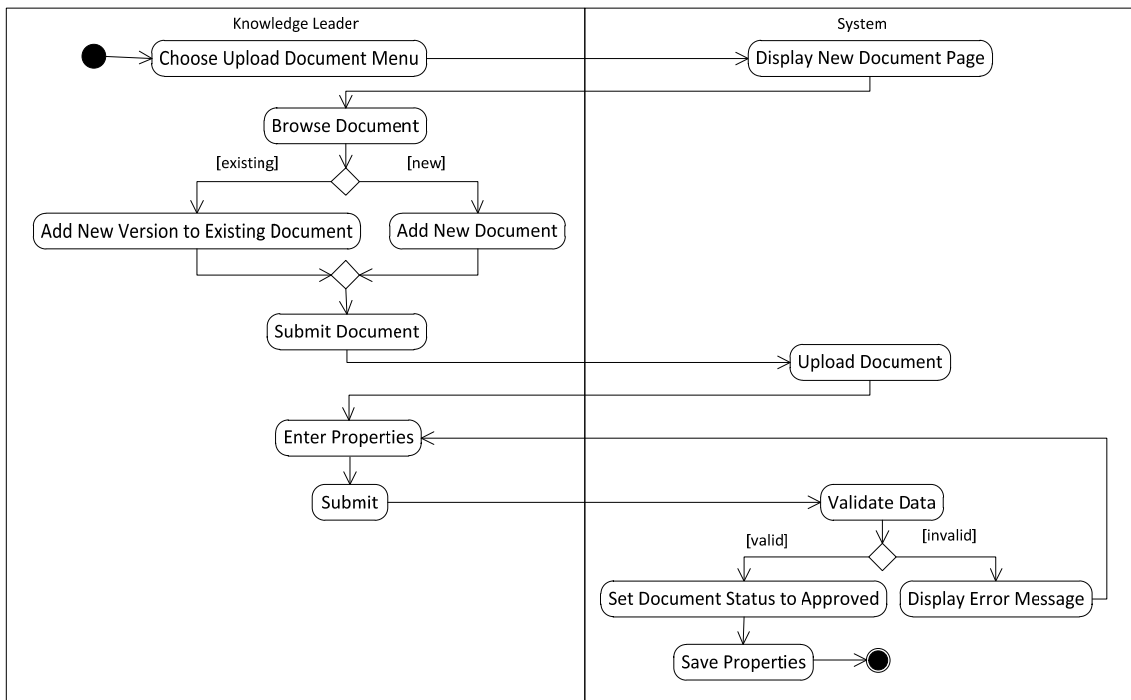 Knowledge Leader
System
Choose Upload Document Menu
Display New Document Page
Browse Document
[existing]
[new]
Add New Version to Existing Document
Add New Document
Submit Document
Upload Document
Enter Properties
Submit
Validate Data
[valid]
[invalid]
Set Document Status to Approved
Display Error Message
Save Properties